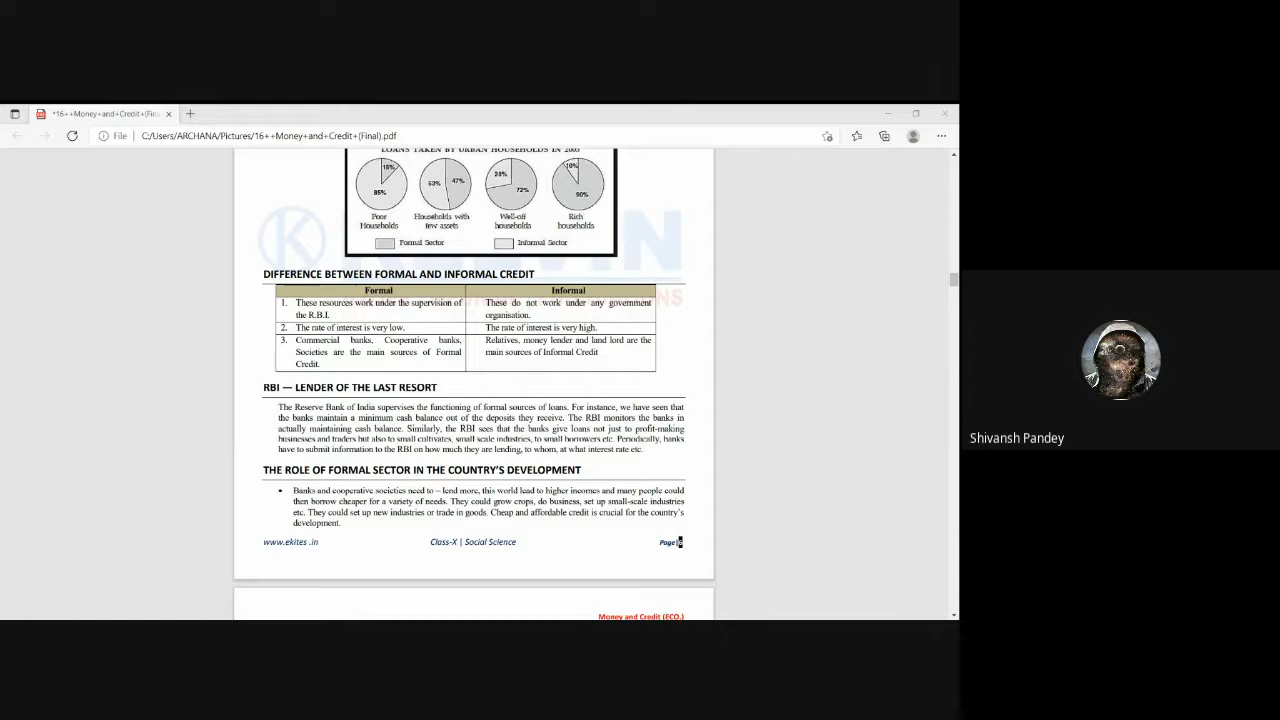 *16++Money+and+Credit+(Fin
File
C:/Users/ARCHANA/Pictures/16++Money+and+Credit+(Final).pdf
LOANS TAKEN BY URBAN HOUSEHOLDS IN 2003
15%
85%
53%
47%
28%
72%
10%
90%
Poor Households
Households with few assets
Well-off households
Rich households
Formal Sector
Informal Sector
DIFFERENCE BETWEEN FORMAL AND INFORMAL CREDIT
Formal
Informal
1. These resources work under the supervision of
the R.B.I.
These do not work under any government
organisation.
2. The rate of interest is very low.
The rate of interest is very high.
3. Commercial banks, Cooperative banks,
Societies are the main sources of Formal
Credit.
Relatives, money lender and land lord are the
main sources of Informal Credit
RBI — LENDER OF THE LAST RESORT
The Reserve Bank of India supervises the functioning of formal sources of loans. For instance, we have seen that
the banks maintain a minimum cash balance out of the deposits they receive. The RBI monitors the banks in
actually maintaining cash balance. Similarly, the RBI sees that the banks give loans not just to profit-making
businesses and traders but also to small cultivates, small scale industries, to small borrowers etc. Periodically, banks
have to submit information to the RBI on how much they are lending, to whom, at what interest rate etc.
THE ROLE OF FORMAL SECTOR IN THE COUNTRY'S DEVELOPMENT
• Banks and cooperative societies need to – lend more, this world lead to higher incomes and many people could
then borrow cheaper for a variety of needs. They could grow crops, do business, set up small-scale industries
etc. They could set up new industries or trade in goods. Cheap and affordable credit is crucial for the country's
development.
www.ekites .in
Class-X | Social Science
Page
Money and Credit (ECO.)
Shivansh Pandey